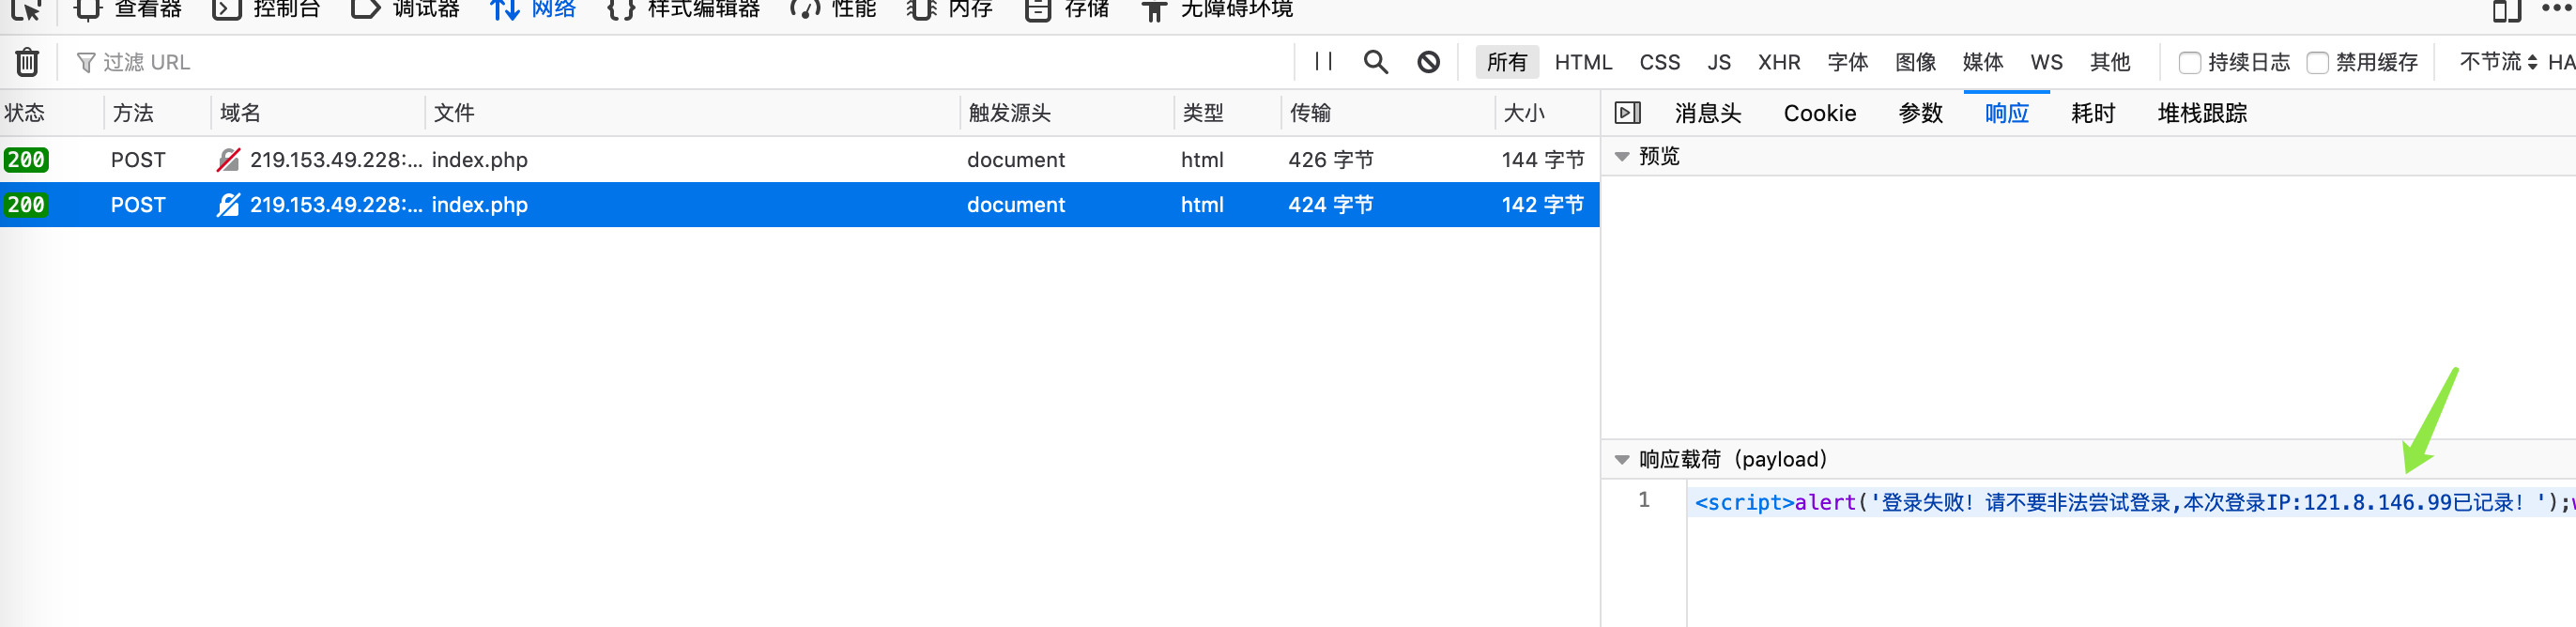 查看器 控制台 调试器 网络 样式编辑器 性能 内存 存储 无障碍环境
过滤 URL 所有 HTML CSS JS XHR 字体 图像 媒体 WS 其他 持续日志 禁用缓存 不节流 HA
状态 方法 域名 文件 触发源头 类型 传输 大小 消息头 Cookie 参数 响应 耗时 堆栈跟踪
200 POST 219.153.49.228:... index.php document html 426 字节 144 字节
预览
200 POST 219.153.49.228:... index.php document html 424 字节 142 字节
响应载荷（payload）
1 <script>alert('登录失败！请不要非法尝试登录,本次登录IP:121.8.146.99已记录！');